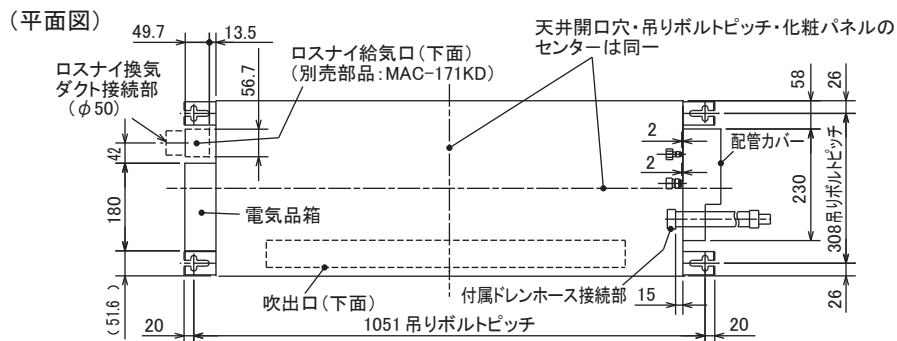 (平面図)
49.7
13.5
ロスナイ給気口(下面)
(別売部品:MAC-171KD)
天井開口穴・吊りボルトピッチ・化粧パネルの
センターは同一
ロスナイ換気
ダクト接続部
(φ50)
56.7
58
26
2
配管カバー
42
2
180
電気品箱
230
308吊りボルトピッチ
吹出口(下面)
付属ドレンホース接続部
(51.6)
15
26
20
1051 吊りボルトピッチ
20